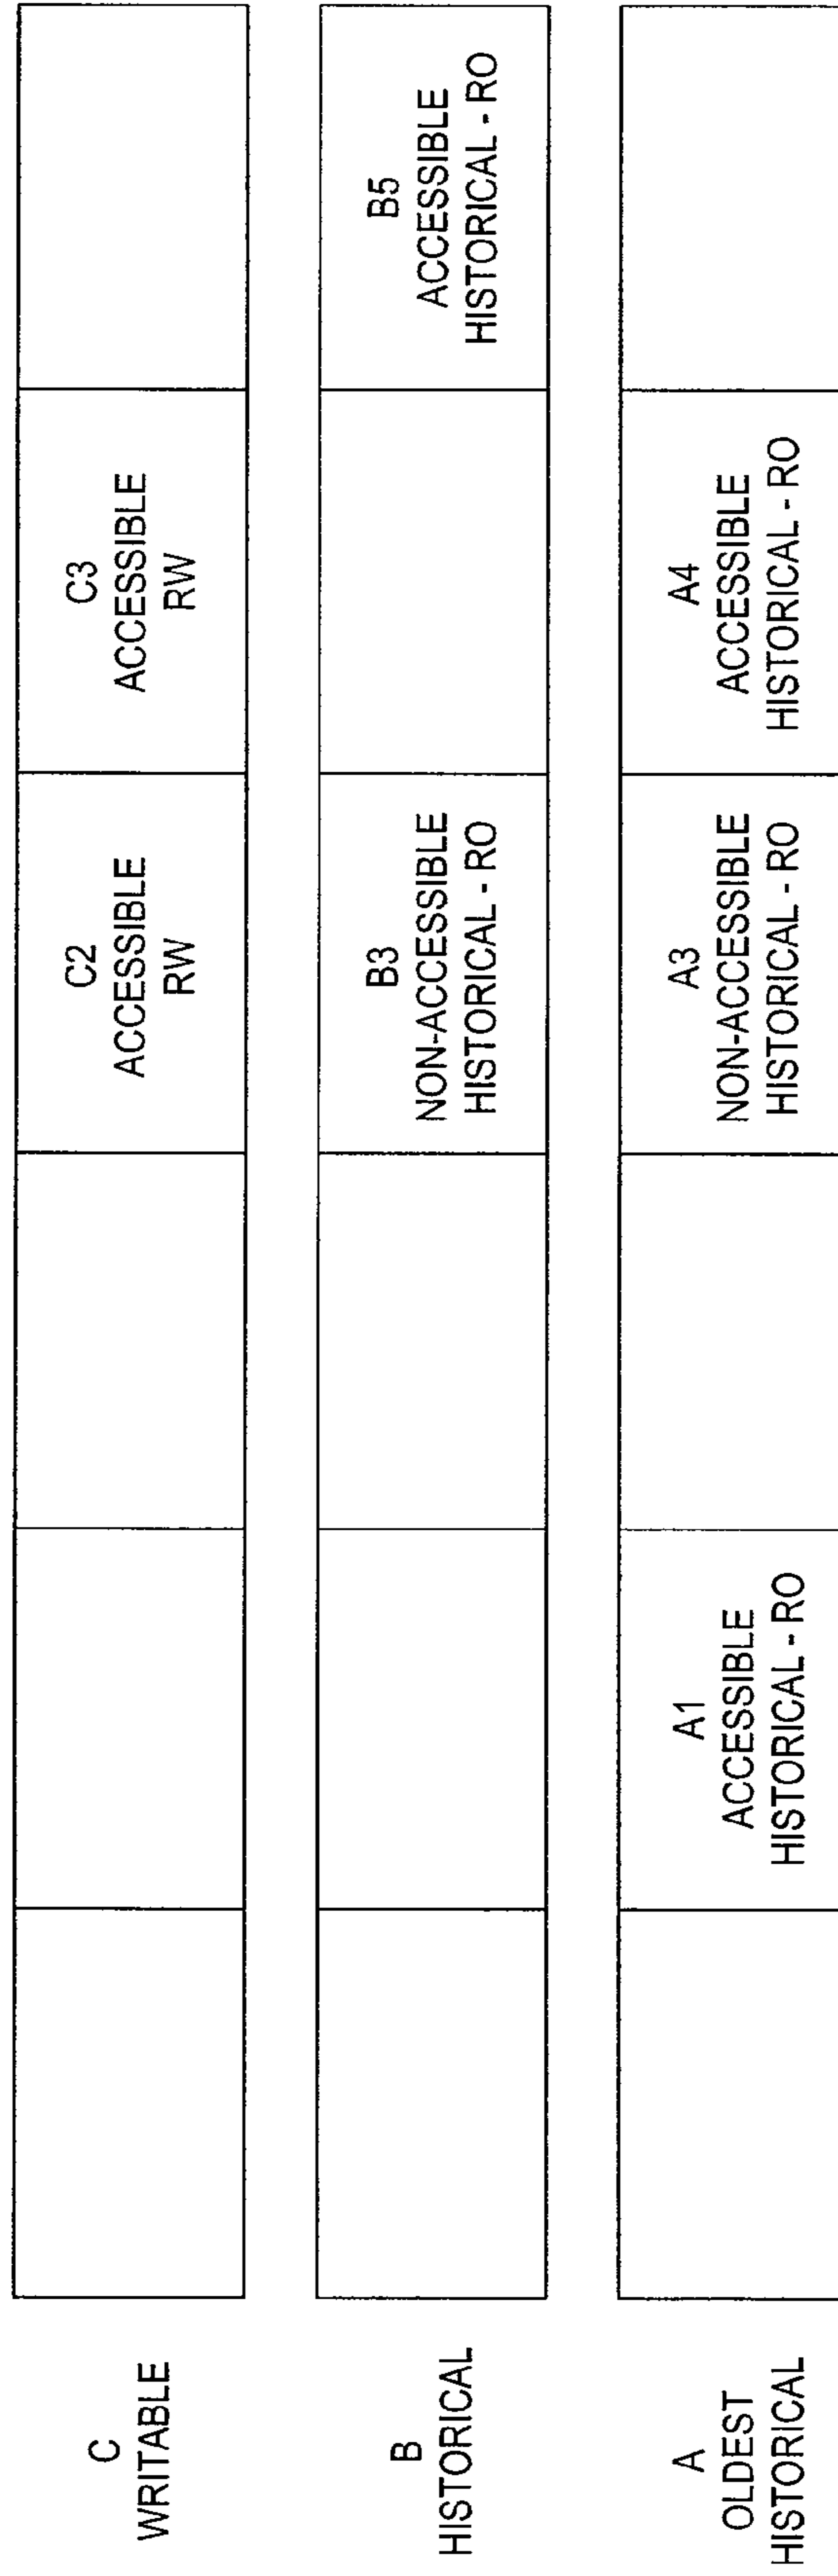 C
WRITABLE
C2
ACCESSIBLE
RW
C3
ACCESSIBLE
RW
B
HISTORICAL
B3
NON-ACCESSIBLE
HISTORICAL - RO
B5
ACCESSIBLE
HISTORICAL - RO
A
OLDEST
HISTORICAL
A1
ACCESSIBLE
HISTORICAL - RO
A3
NON-ACCESSIBLE
HISTORICAL - RO
A4
ACCESSIBLE
HISTORICAL - RO